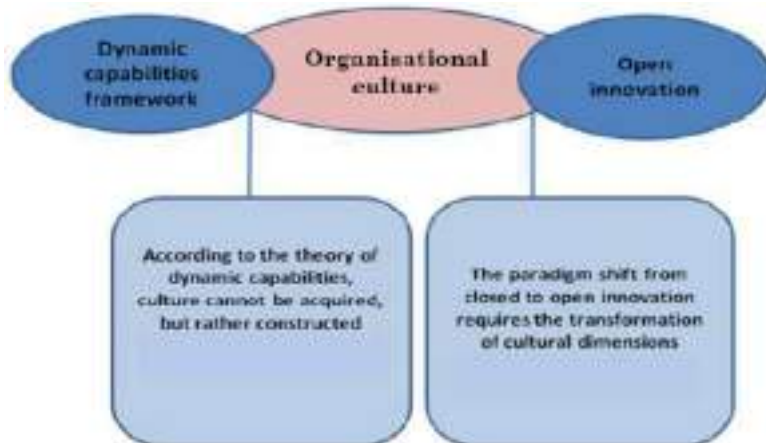 Dynamic
capabilities
framework
Organisational
culture
Open
innovation
According to the theory of
dynamic capabilities,
culture cannot be acquired,
but rather constructed
The paradigm shift from
closed to open innovation
requires the transformation
of cultural dimensions